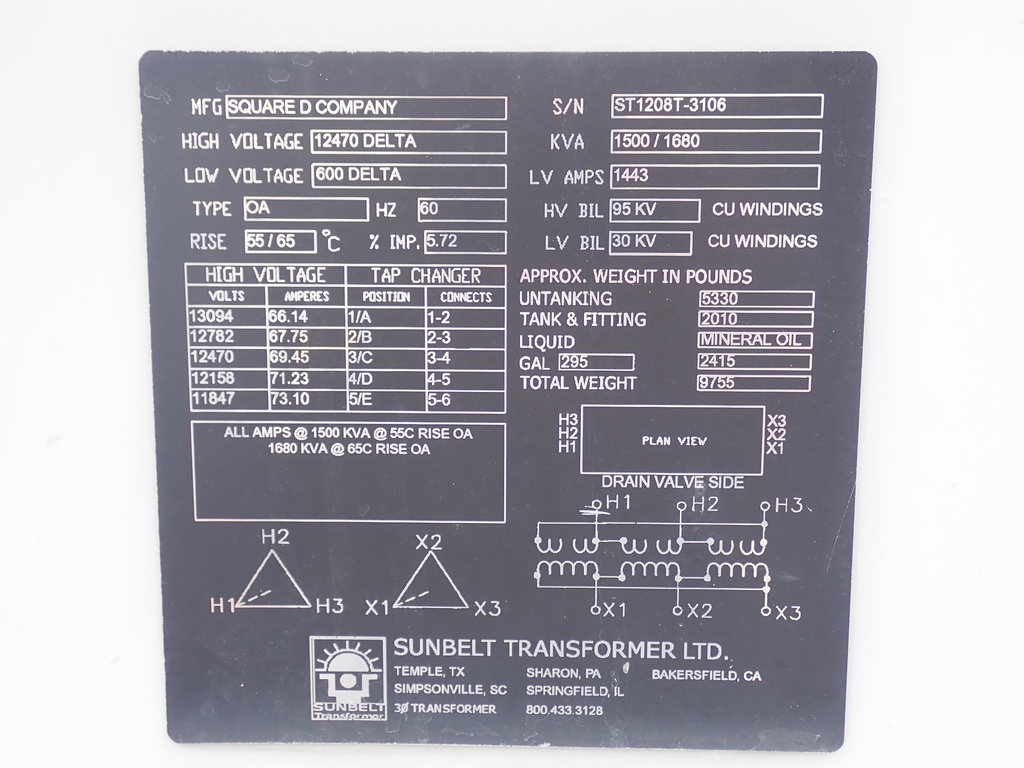 MFG SQUARE D COMPANY S/N ST1208T-3106
HIGH VOLTAGE 12470 DELTA KVA 1500 / 1680
LOW VOLTAGE 600 DELTA LV AMPS 1443
TYPE OA HZ 60 HV BIL 95 KV CU WINDINGS
RISE 55 / 65 °C % IMP. 5.72 LV BIL 30 KV CU WINDINGS
HIGH VOLTAGE TAP CHANGER
VOLTS AMPERES POSITION CONNECTS
13094 66.14 1/A 1-2
12782 67.75 2/B 2-3
12470 69.45 3/C 3-4
12158 71.23 4/D 4-5
11847 73.10 5/E 5-6
APPROX. WEIGHT IN POUNDS
UNTANKING 5330
TANK & FITTING 2010
LIQUID MINERAL OIL
GAL 295 2415
TOTAL WEIGHT 9755
ALL AMPS @ 1500 KVA @ 55C RISE OA
1680 KVA @ 65C RISE OA
H3 X3
H2 PLAN VIEW X2
H1 X1
DRAIN VALVE SIDE
H1 H2 H3
X1 X2 X3
H2 X2
H1 H3 X1 X3
SUNBELT TRANSFORMER LTD.
TEMPLE, TX SHARON, PA BAKERSFIELD, CA
SIMPSONVILLE, SC SPRINGFIELD, IL
3Ø TRANSFORMER 800.433.3128
SUNBELT
Transformer